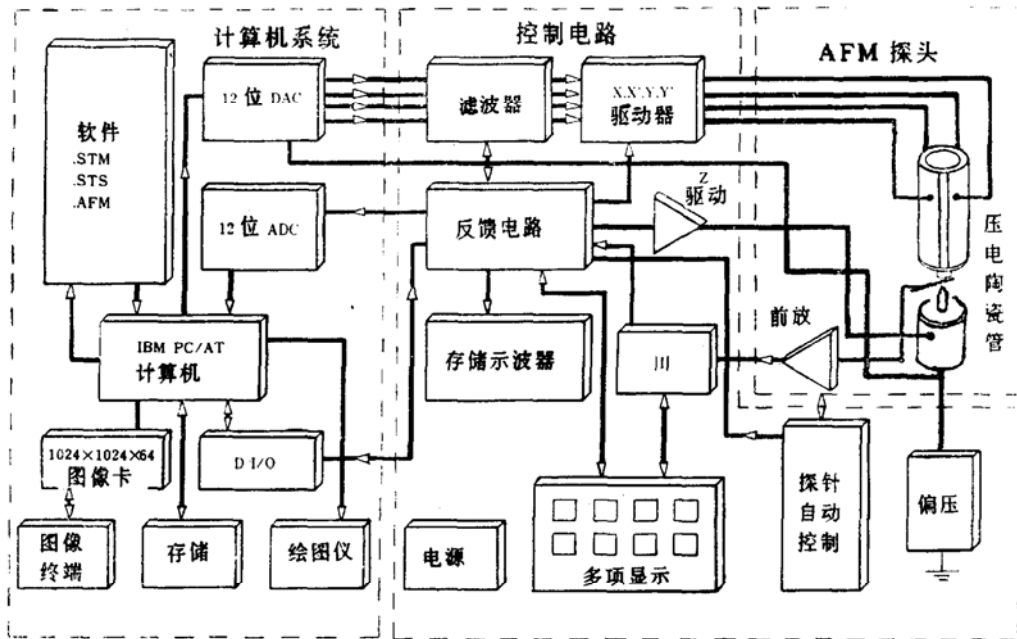 计算机系统
控制电路
AFM 探头
软件
.STM
.STS
.AFM
12位 DAC
滤波器
X.X'.Y.Y'
驱动器
12位 ADC
反馈电路
Z
驱动
压电陶瓷管
IBM PC/AT
计算机
存储示波器
前放
1024×1024×64
图像卡
D·I/O
探针
自动
控制
偏压
图像
终端
存储
绘图仪
电源
多项显示